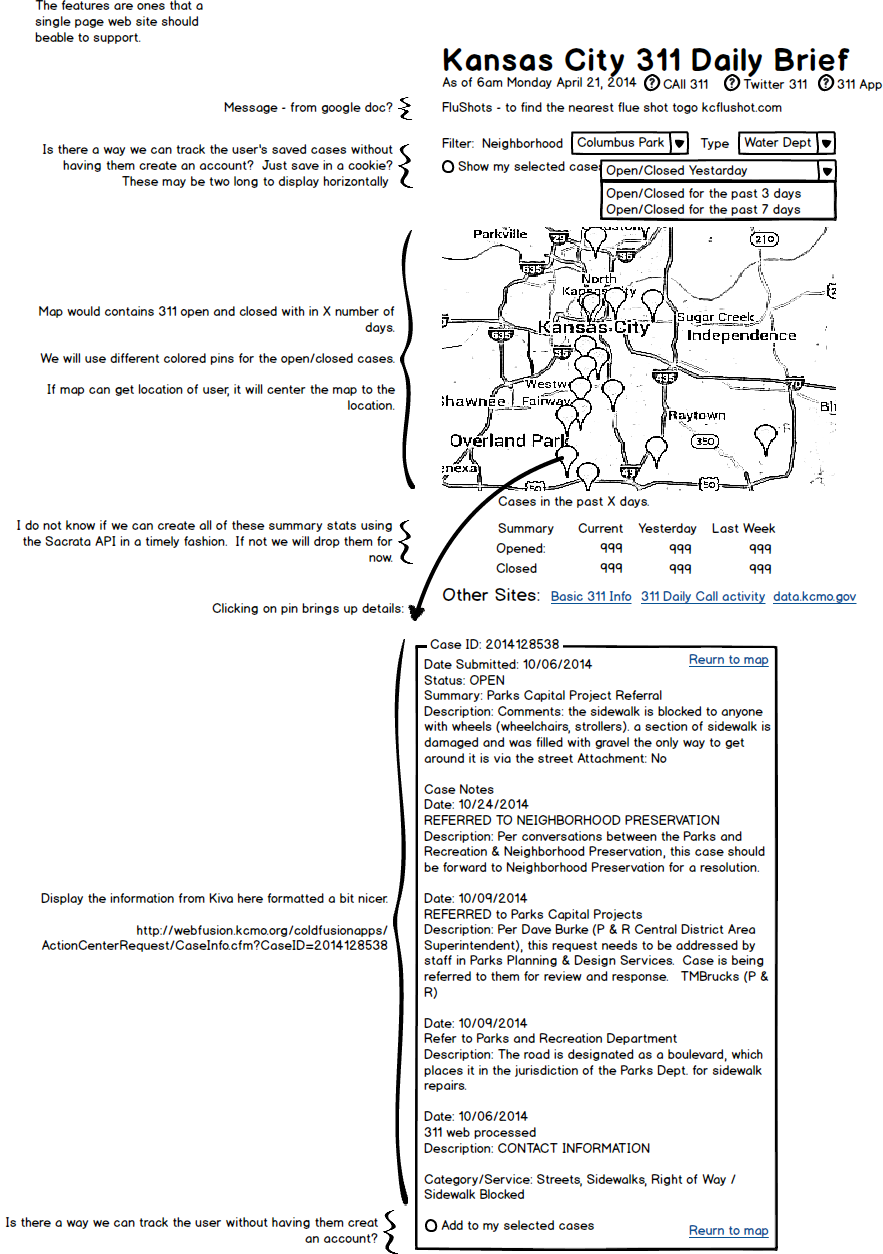 The features are ones that a
single page web site should
beable to support.
Kansas City 311 Daily Brief
As of 6am Monday April 21, 2014 ? CAll 311 ? Twitter 311 ? 311 App
Message - from google doc?
FluShots - to find the nearest flue shot togo kcflushot.com
Is there a way we can track the user's saved cases without
having them create an account? Just save in a cookie?
These may be two long to display horizontally
Filter: Neighborhood Columbus Park Type Water Dept
Show my selected case
Open/Closed Yestarday
Open/Closed for the past 3 days
Open/Closed for the past 7 days
Map would contains 311 open and closed with in X number of
days.
We will use different colored pins for the open/closed cases.
If map can get location of user, it will center the map to the
location.
Parkville
210
635
North
Kansas City
Sugar Creek
Kansas City
Independence
635
435
Westw
Shawnee
Fairway
Raytown
Bl
350
Overland Park
nexa
50
50
Cases in the past X days.
I do not know if we can create all of these summary stats using
the Sacrata API in a timely fashion. If not we will drop them for
now.
Summary Current Yesterday Last Week
Opened: 999 999 999
Closed 999 999 999
Other Sites: Basic 311 Info 311 Daily Call activity data.kcmo.gov
Clicking on pin brings up details:
Case ID: 2014128538
Reurn to map
Date Submitted: 10/06/2014
Status: OPEN
Summary: Parks Capital Project Referral
Description: Comments: the sidewalk is blocked to anyone
with wheels (wheelchairs, strollers). a section of sidewalk is
damaged and was filled with gravel the only way to get
around it is via the street Attachment: No
Case Notes
Date: 10/24/2014
REFERRED TO NEIGHBORHOOD PRESERVATION
Description: Per conversations between the Parks and
Recreation & Neighborhood Preservation, this case should
be forward to Neighborhood Preservation for a resolution.
Display the information from Kiva here formatted a bit nicer.
http://webfusion.kcmo.org/coldfusionapps/
ActionCenterRequest/CaseInfo.cfm?CaseID=2014128538
Date: 10/09/2014
REFERRED to Parks Capital Projects
Description: Per Dave Burke (P & R Central District Area
Superintendent), this request needs to be addressed by
staff in Parks Planning & Design Services. Case is being
referred to them for review and response. TMBrucks (P &
R)
Date: 10/09/2014
Refer to Parks and Recreation Department
Description: The road is designated as a boulevard, which
places it in the jurisdiction of the Parks Dept. for sidewalk
repairs.
Date: 10/06/2014
311 web processed
Description: CONTACT INFORMATION
Category/Service: Streets, Sidewalks, Right of Way /
Sidewalk Blocked
Is there a way we can track the user without having them creat
an account?
Add to my selected cases
Reurn to map